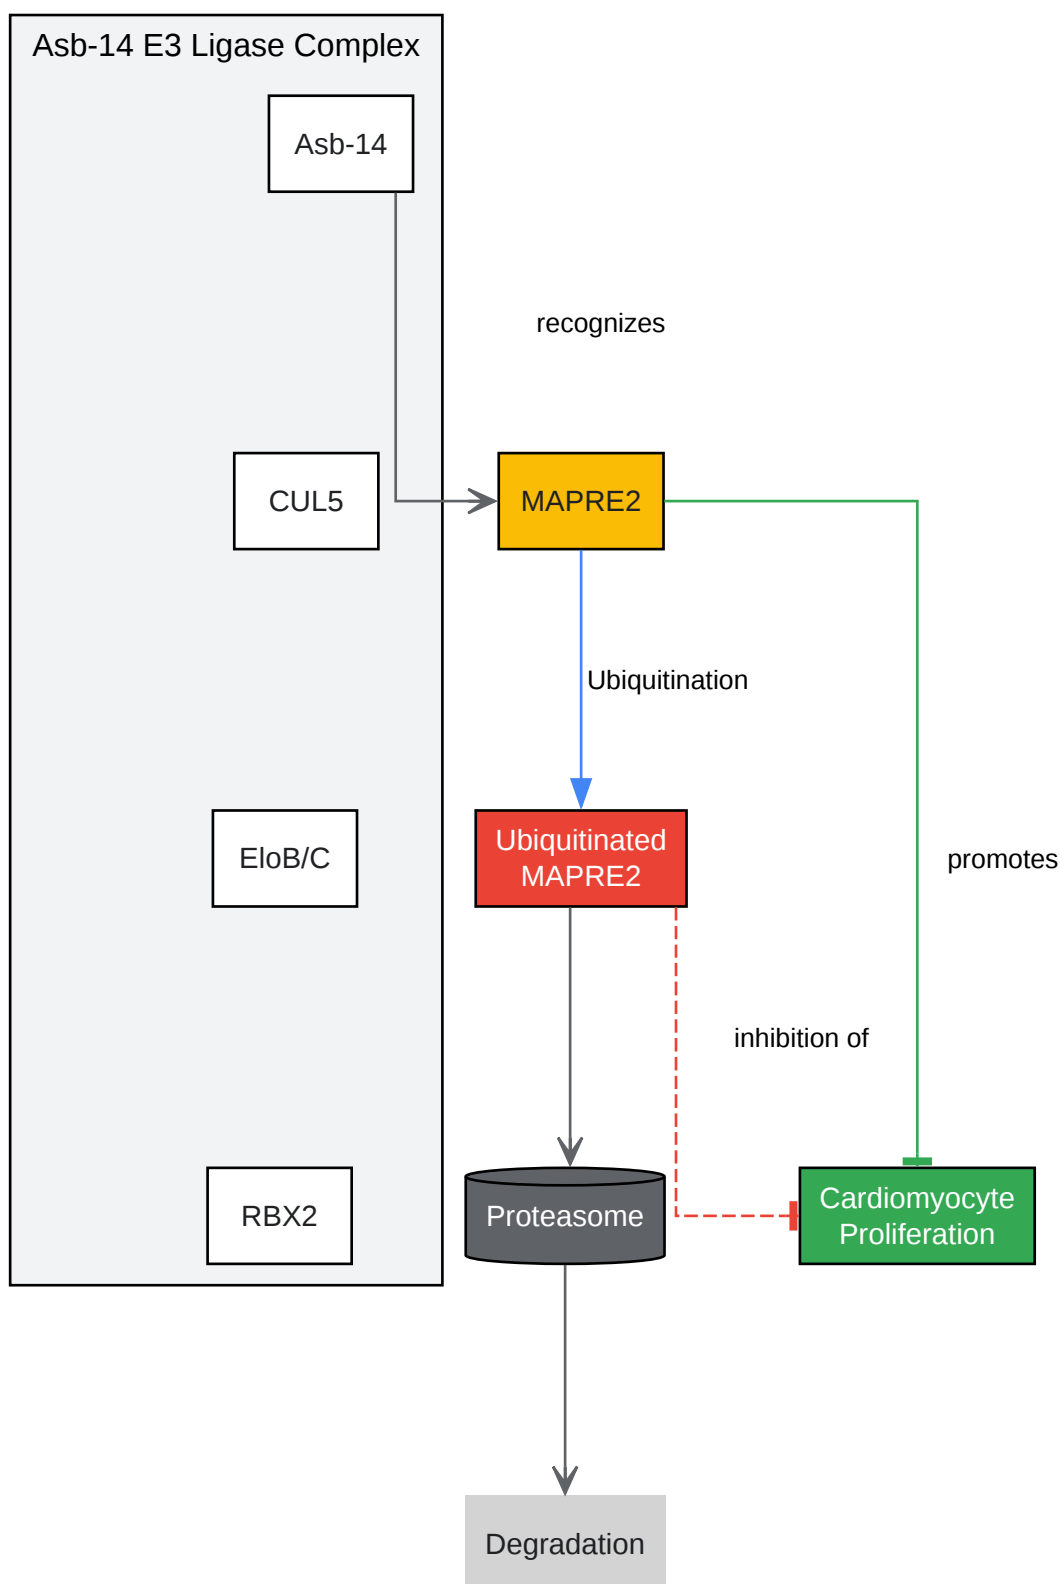 Asb-14 E3 Ligase Complex
Asb-14
recognizes
CUL5
MAPRE2
Ubiquitination
EloB/C
Ubiquitinated
MAPRE2
promotes
inhibition of
RBX2
Proteasome
Cardiomyocyte
Proliferation
Degradation